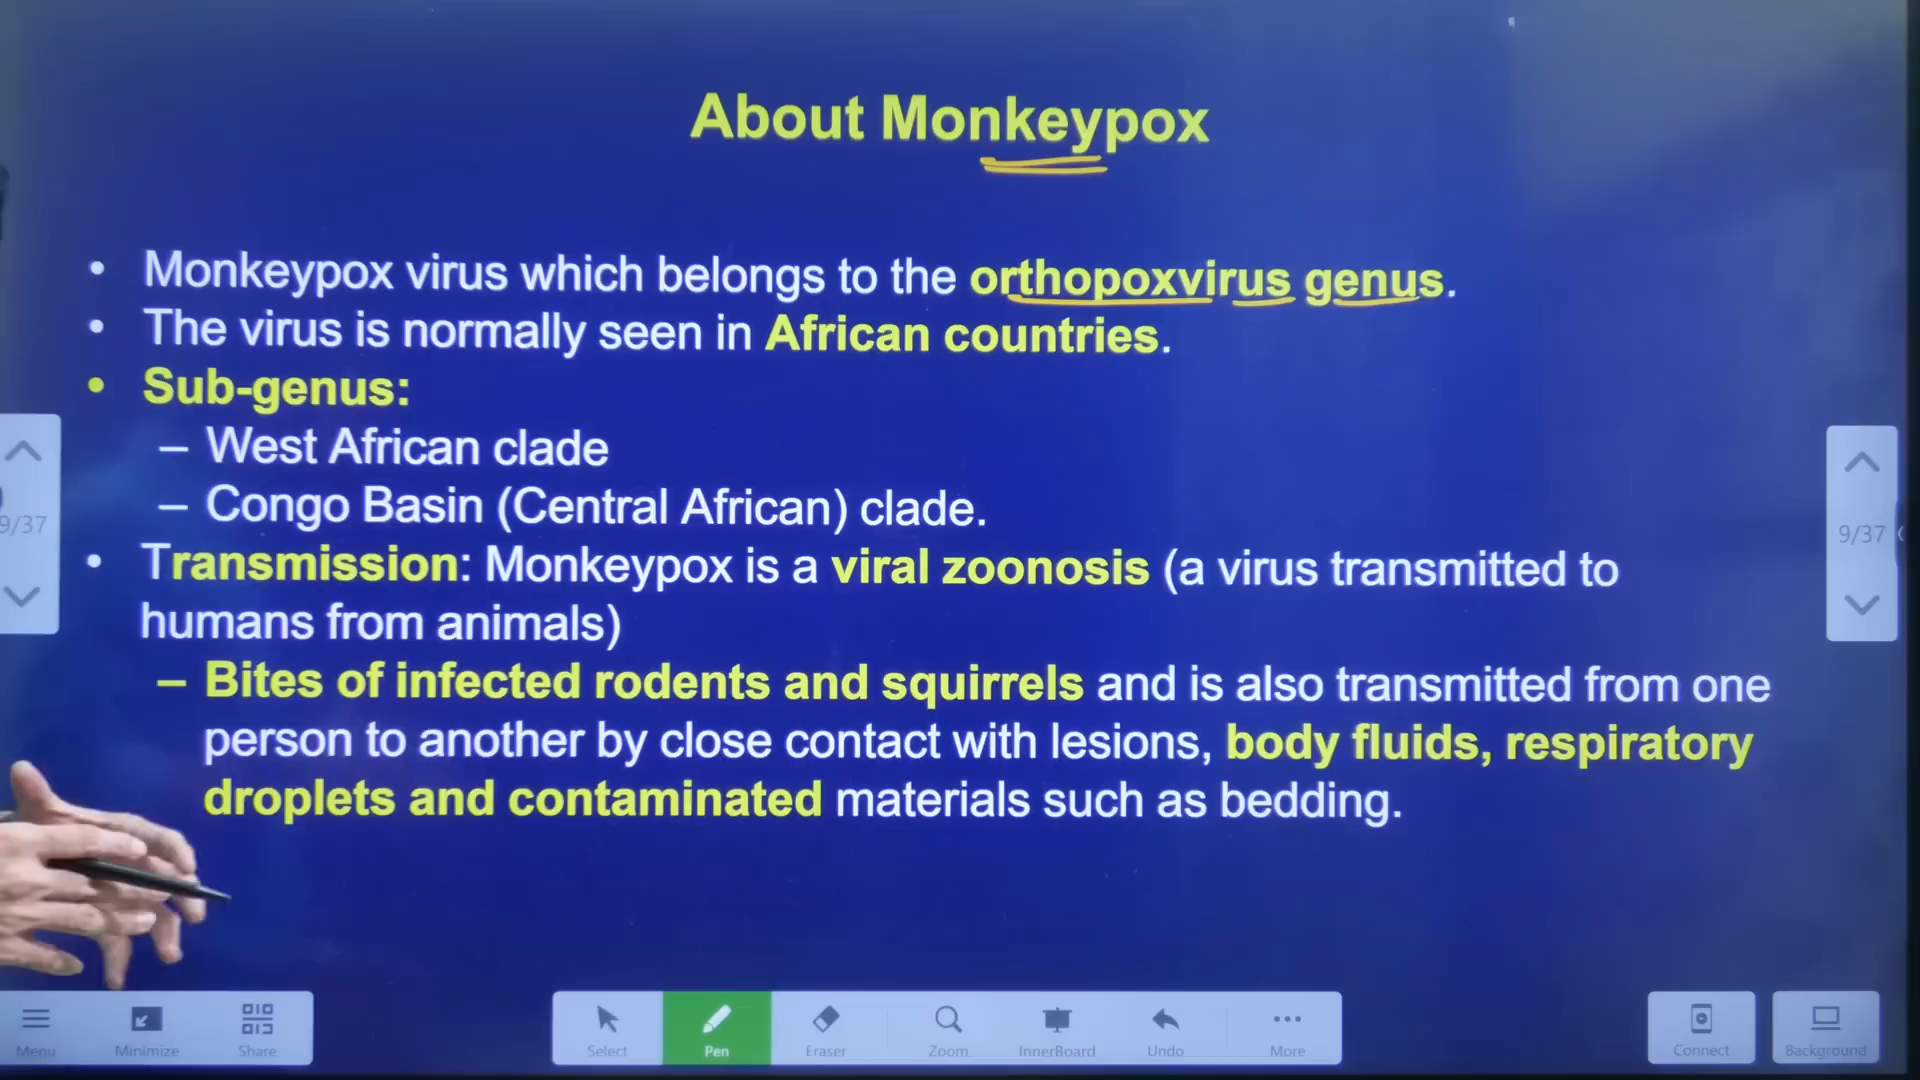 About Monkeypox
• Monkeypox virus which belongs to the orthopoxvirus genus.
• The virus is normally seen in African countries.
• Sub-genus:
– West African clade
– Congo Basin (Central African) clade.
• Transmission: Monkeypox is a viral zoonosis (a virus transmitted to
humans from animals)
– Bites of infected rodents and squirrels and is also transmitted from one
person to another by close contact with lesions, body fluids, respiratory
droplets and contaminated materials such as bedding.
9/37
9/37
Menu
Minimize
Share
Select
Pen
Eraser
Zoom
InnerBoard
Undo
More
Connect
Background